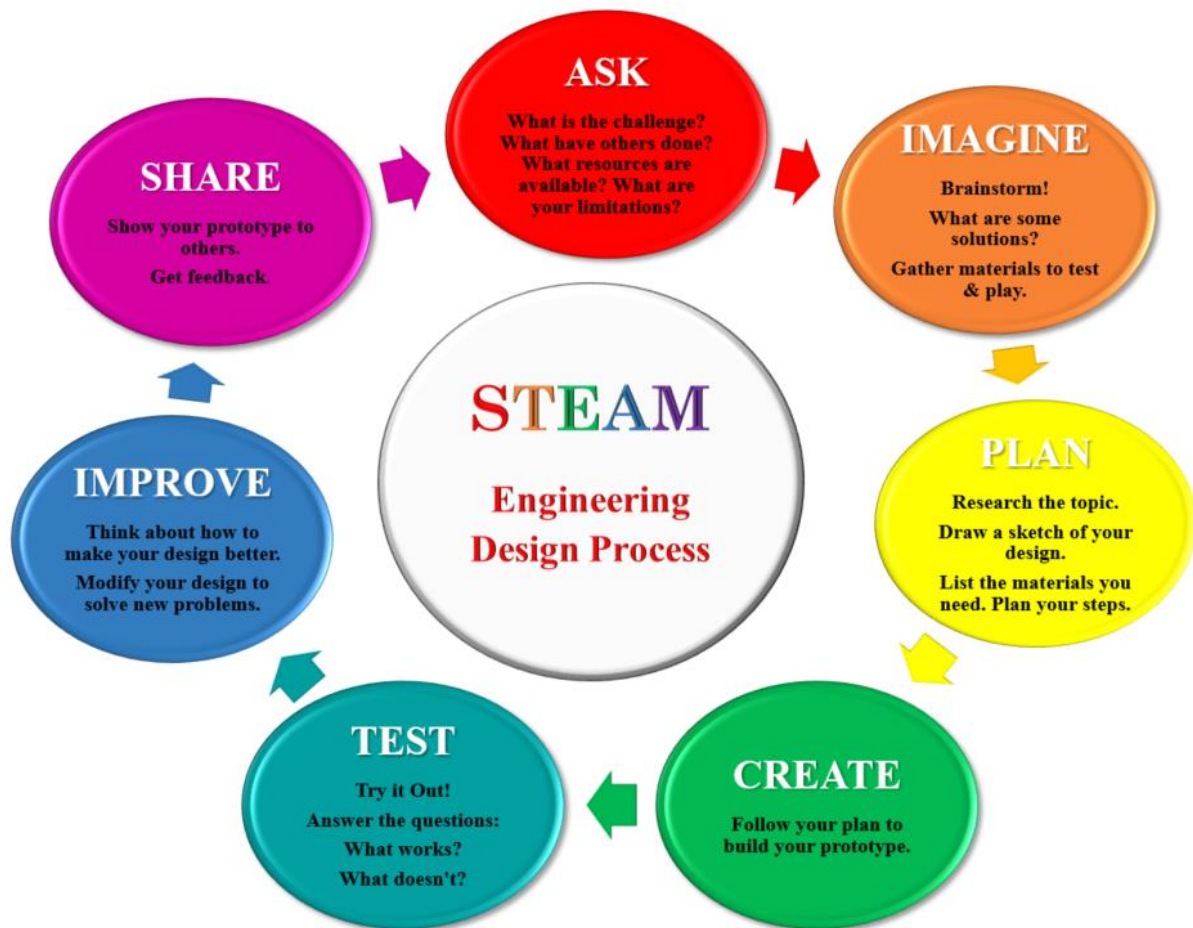 ASK
What is the challenge?
What have others done?
What resources are
available? What are
your limitations?
IMAGINE
Brainstorm!
What are some
solutions?
Gather materials to test
& play.
PLAN
Research the topic.
Draw a sketch of your
design.
List the materials you
need. Plan your steps.
CREATE
Follow your plan to
build your prototype.
TEST
Try it Out!
Answer the questions:
What works?
What doesn't?
IMPROVE
Think about how to
make your design better.
Modify your design to
solve new problems.
SHARE
Show your prototype to
others.
Get feedback.
STEAM
Engineering
Design Process